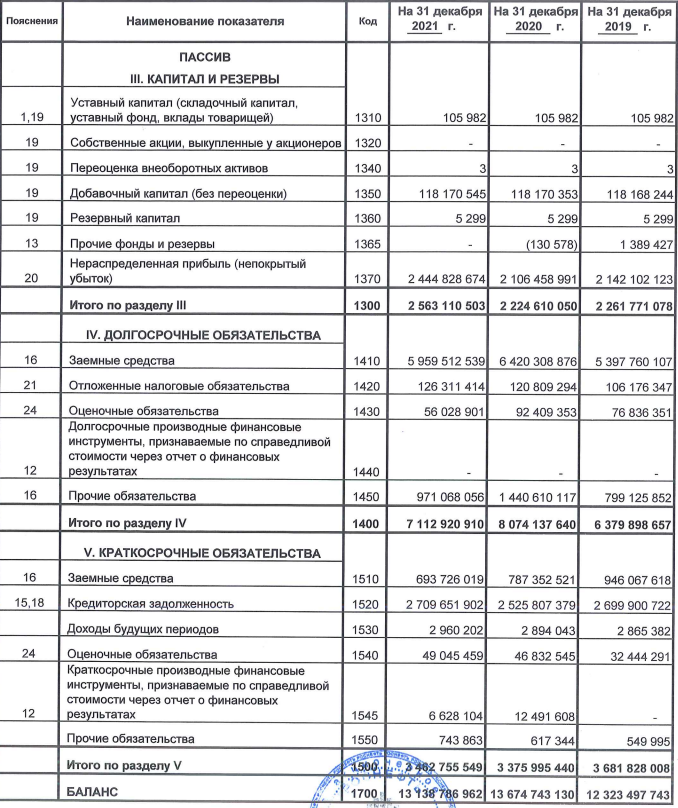 Пояснения Наименование показателя Код На 31 декабря 2021 г. На 31 декабря 2020 г. На 31 декабря 2019 г.
ПАССИВ
III. КАПИТАЛ И РЕЗЕРВЫ
Уставный капитал (складочный капитал,
1,19 уставный фонд, вклады товарищей) 1310 105 982 105 982 105 982
19 Собственные акции, выкупленные у акционеров 1320 - - -
19 Переоценка внеоборотных активов 1340 3 3 3
19 Добавочный капитал (без переоценки) 1350 118 170 545 118 170 353 118 168 244
19 Резервный капитал 1360 5 299 5 299 5 299
13 Прочие фонды и резервы 1365 - (130 578) 1 389 427
Нераспределенная прибыль (непокрытый
20 убыток) 1370 2 444 828 674 2 106 458 991 2 142 102 123
Итого по разделу III 1300 2 563 110 503 2 224 610 050 2 261 771 078
IV. ДОЛГОСРОЧНЫЕ ОБЯЗАТЕЛЬСТВА
16 Заемные средства 1410 5 959 512 539 6 420 308 876 5 397 760 107
21 Отложенные налоговые обязательства 1420 126 311 414 120 809 294 106 176 347
24 Оценочные обязательства 1430 56 028 901 92 409 353 76 836 351
Долгосрочные производные финансовые
инструменты, признаваемые по справедливой
стоимости через отчет о финансовых
12 результатах 1440 - - -
16 Прочие обязательства 1450 971 068 056 1 440 610 117 799 125 852
Итого по разделу IV 1400 7 112 920 910 8 074 137 640 6 379 898 657
V. КРАТКОСРОЧНЫЕ ОБЯЗАТЕЛЬСТВА
16 Заемные средства 1510 693 726 019 787 352 521 946 067 618
15,18 Кредиторская задолженность 1520 2 709 651 902 2 525 807 379 2 699 900 722
Доходы будущих периодов 1530 2 960 202 2 894 043 2 865 382
24 Оценочные обязательства 1540 49 045 459 46 832 545 32 444 291
Краткосрочные производные финансовые
инструменты, признаваемые по справедливой
стоимости через отчет о финансовых
12 результатах 1545 6 628 104 12 491 608 -
Прочие обязательства 1550 743 863 617 344 549 995
Итого по разделу V 1500 3 462 755 549 3 375 995 440 3 681 828 008
БАЛАНС 1700 13 138 786 962 13 674 743 130 12 323 497 743